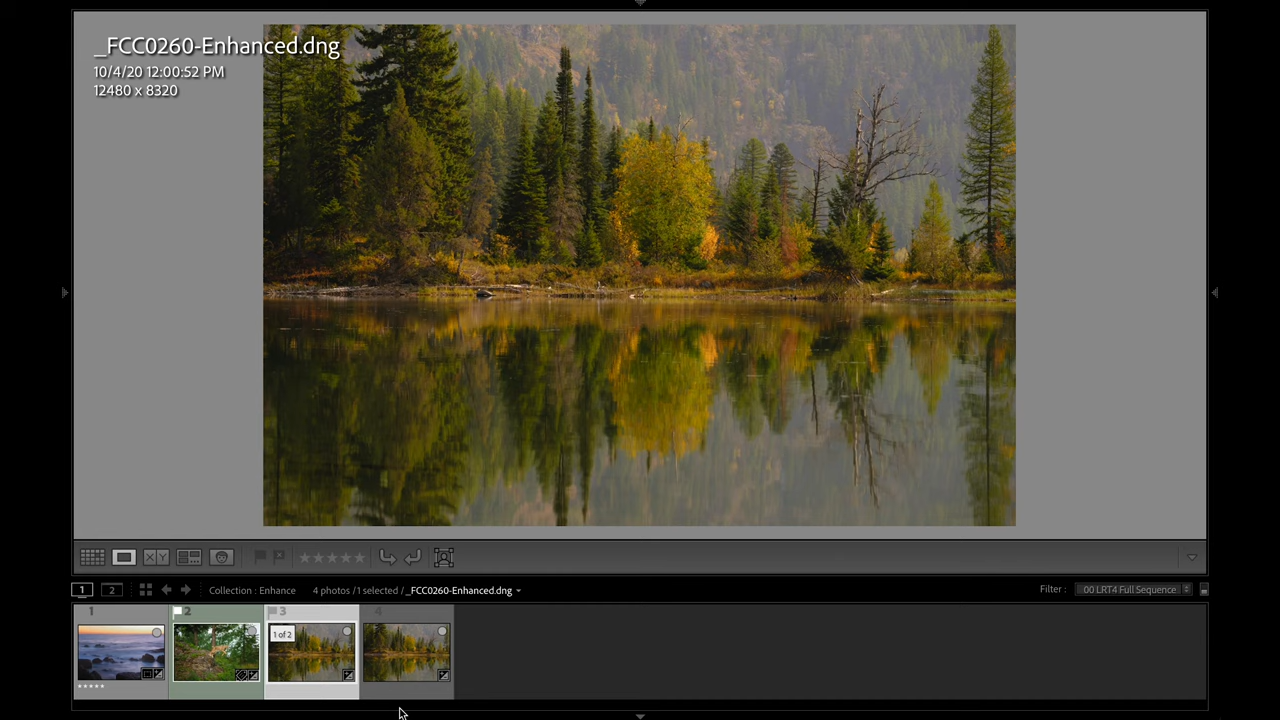 _FCC0260-Enhanced.dng
10/4/20 12:00:52 PM
12480 x 8320
X Y
1 2 Collection : Enhance 4 photos / 1 selected / _FCC0260-Enhanced.dng Filter : 00 LRT4 Full Sequence
1 2 3 4
1 of 2